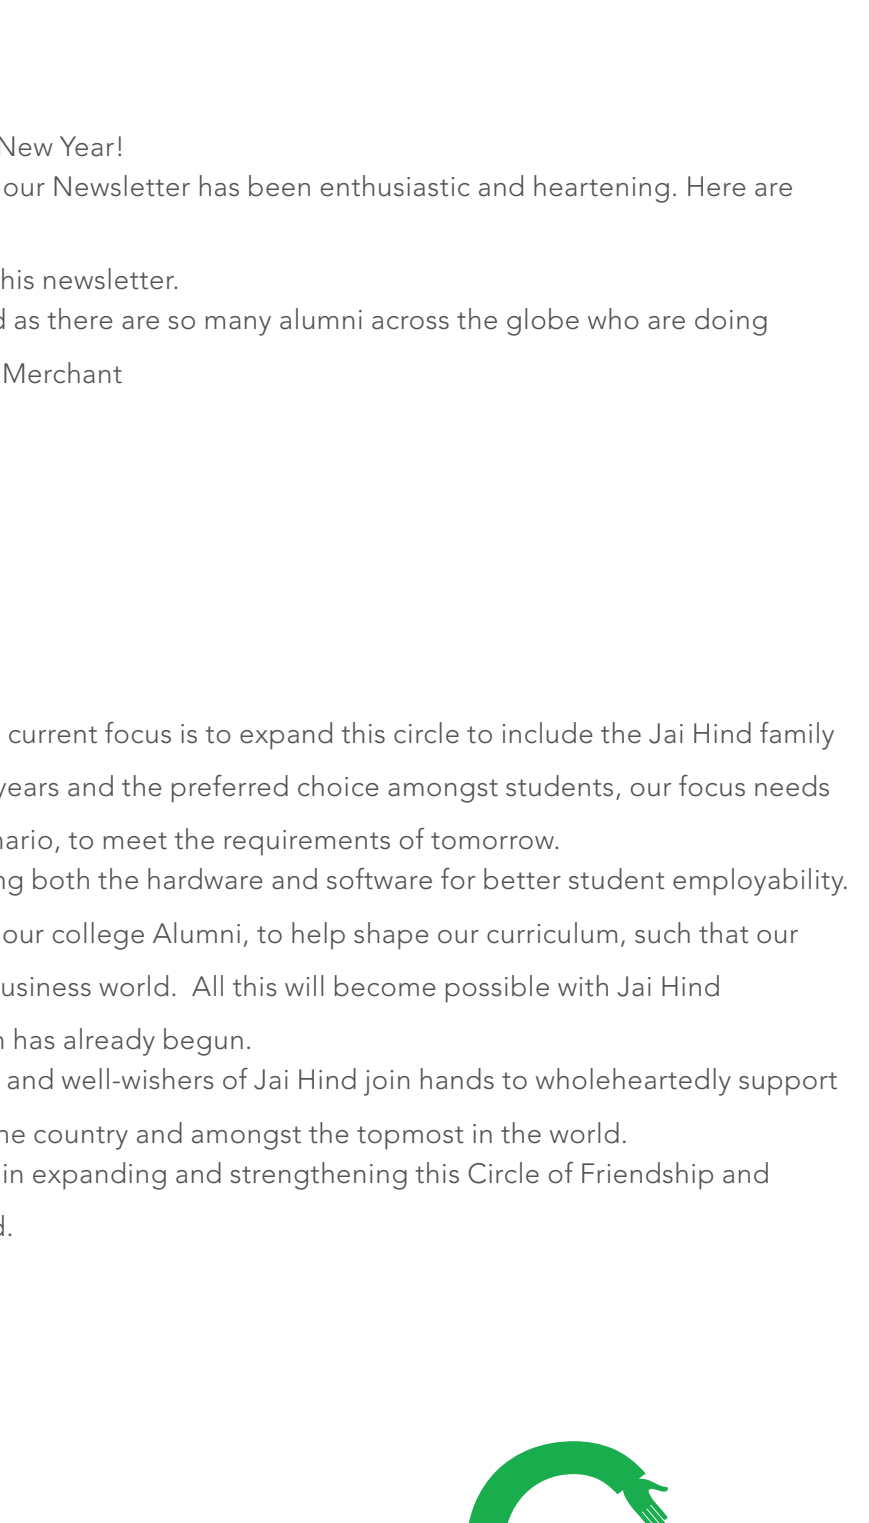 New Year!
our Newsletter has been enthusiastic and heartening. Here are
his newsletter.
as there are so many alumni across the globe who are doing
Merchant
current focus is to expand this circle to include the Jai Hind family
years and the preferred choice amongst students, our focus needs
nario, to meet the requirements of tomorrow.
ng both the hardware and software for better student employability.
our college Alumni, to help shape our curriculum, such that our
usiness world.  All this will become possible with Jai Hind
has already begun.
and well-wishers of Jai Hind join hands to wholeheartedly support
he country and amongst the topmost in the world.
in expanding and strengthening this Circle of Friendship and
d.